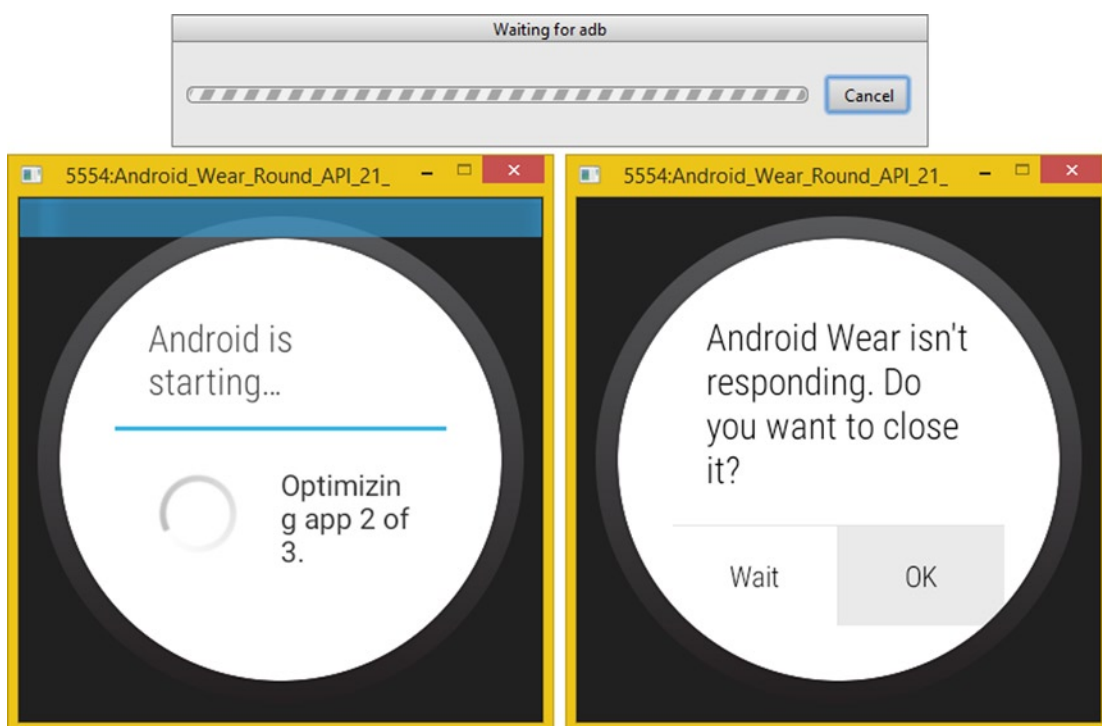 Waiting for adb
Cancel
5554:Android_Wear_Round_API_21_
Android is
starting...
Optimizin
g app 2 of
3.
5554:Android_Wear_Round_API_21_
Android Wear isn't
responding. Do
you want to close
it?
Wait
OK